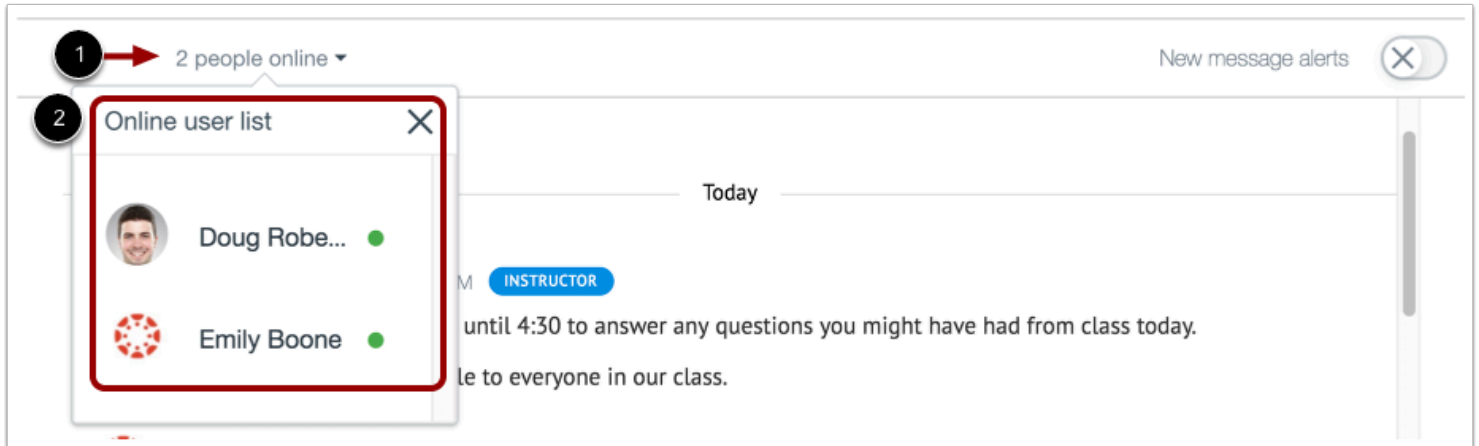 1
2 people online
New message alerts
2
Online user list
Today
Doug Robe...
M INSTRUCTOR
Emily Boone
until 4:30 to answer any questions you might have had from class today.
le to everyone in our class.